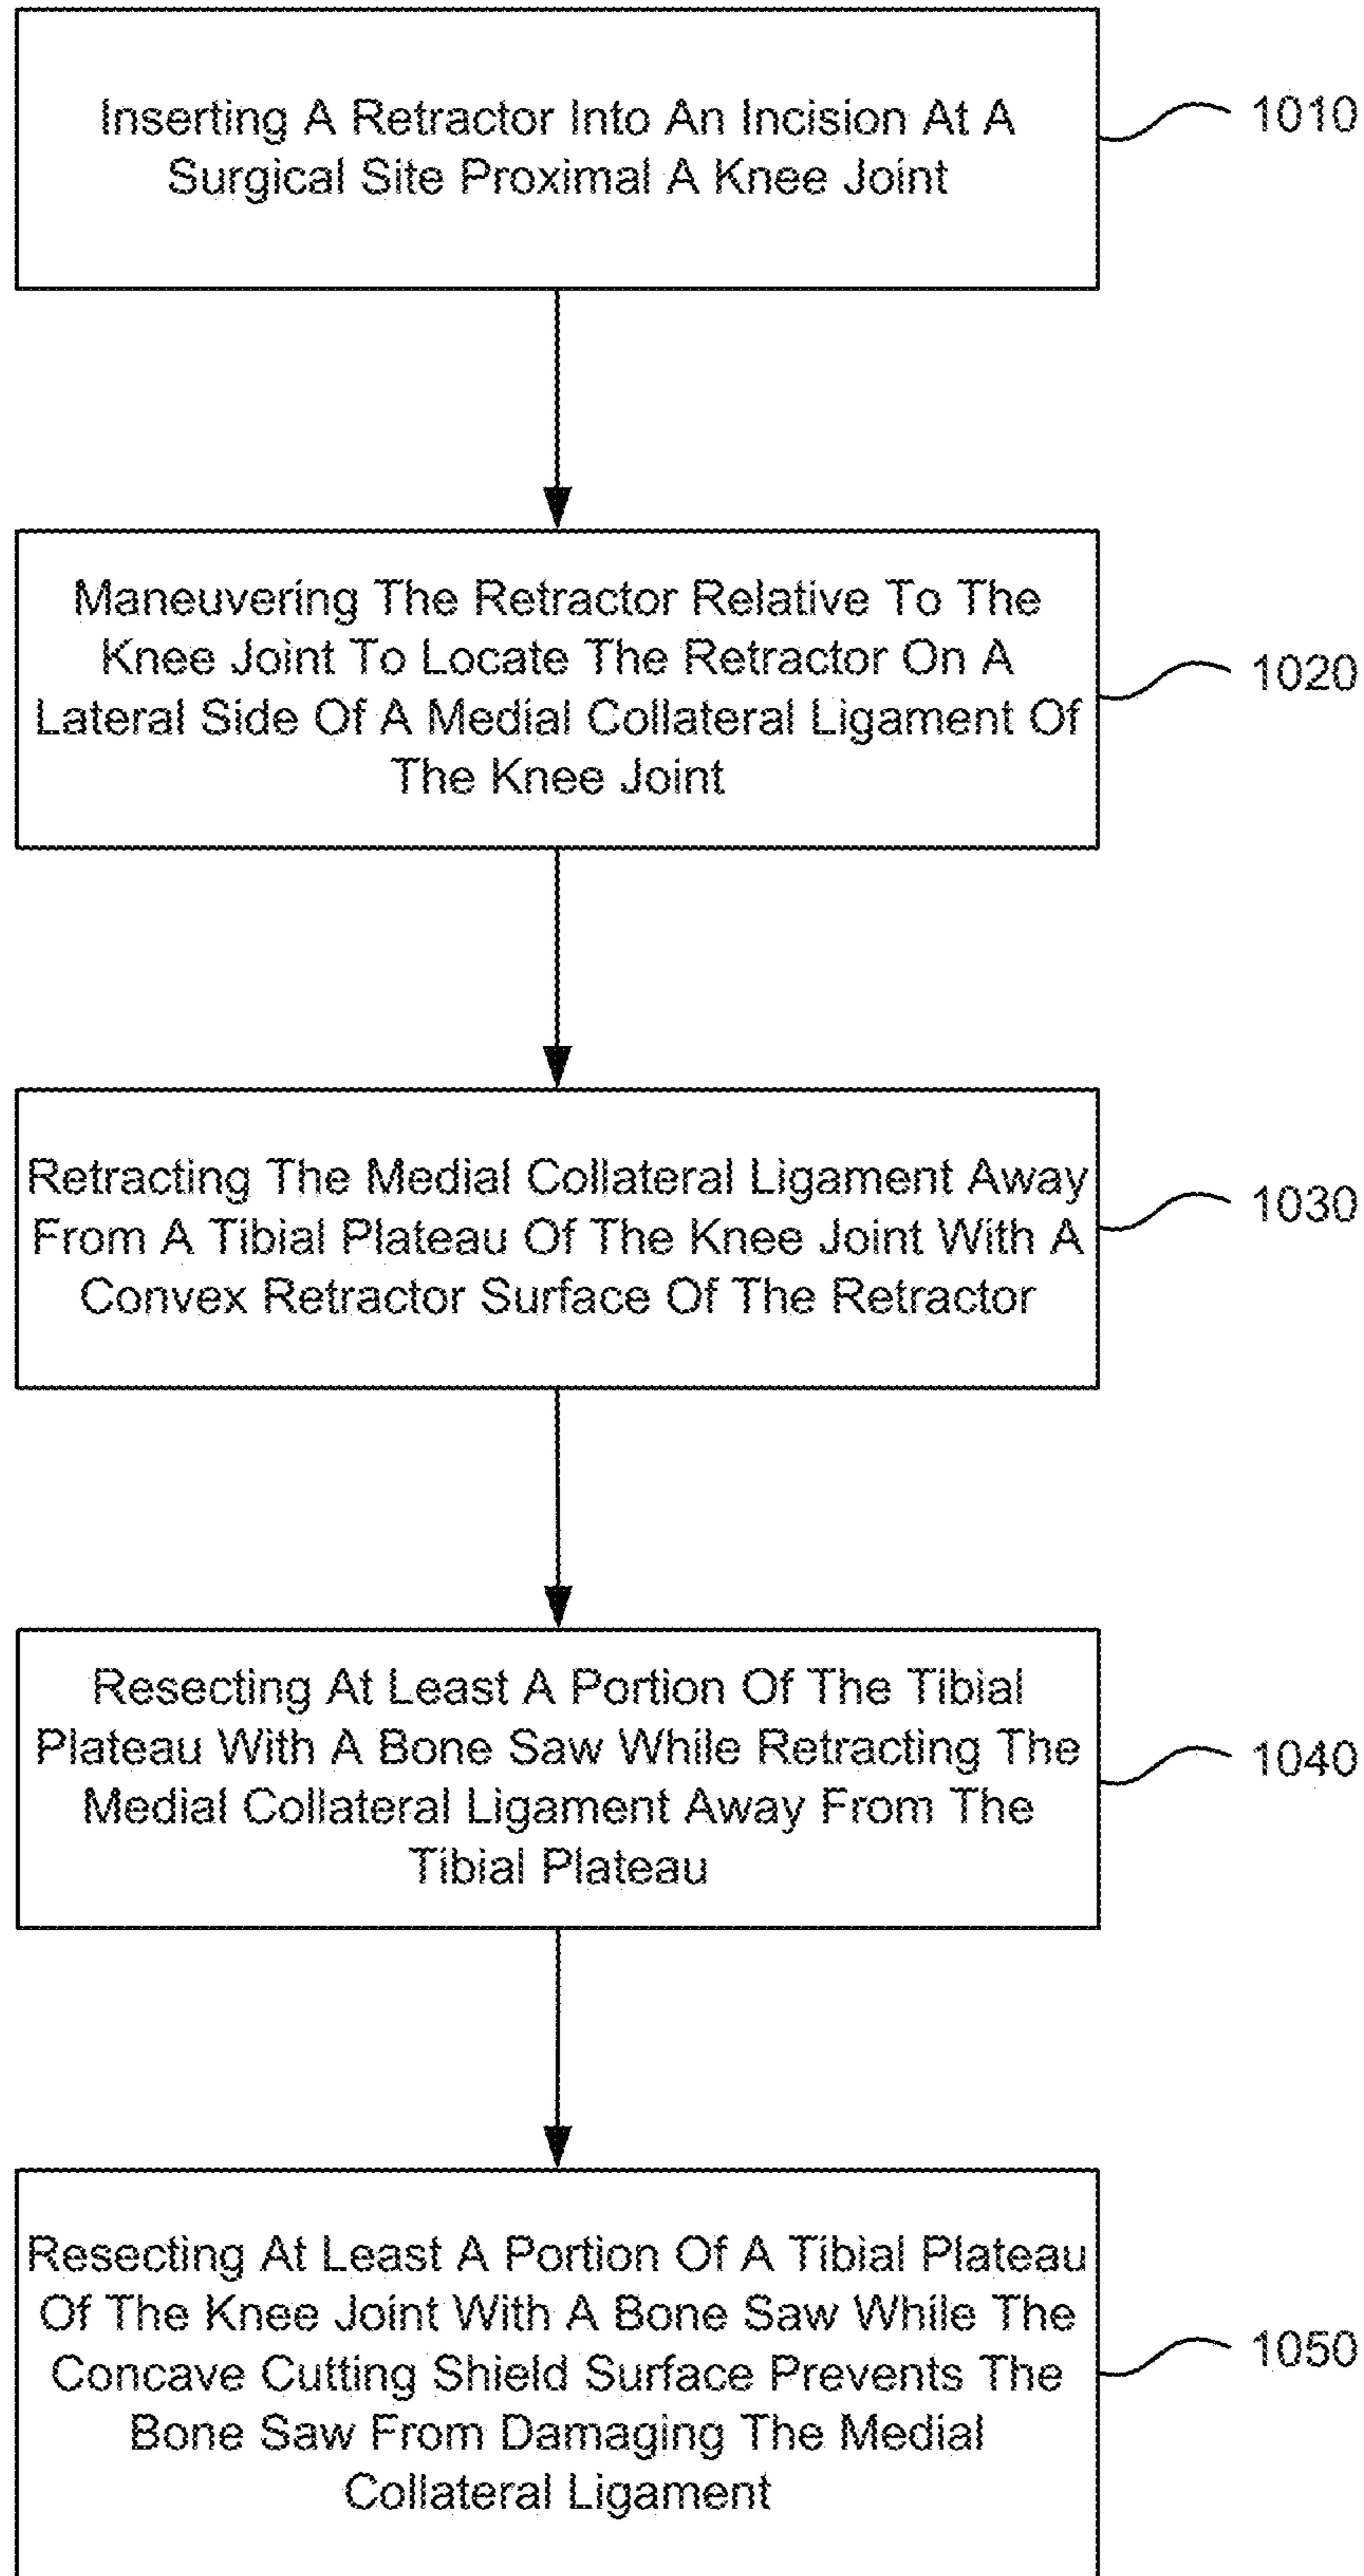 Inserting A Retractor Into An Incision At A
Surgical Site Proximal A Knee Joint
1010
Maneuvering The Retractor Relative To The
Knee Joint To Locate The Retractor On A
Lateral Side Of A Medial Collateral Ligament Of
The Knee Joint
1020
Retracting The Medial Collateral Ligament Away
From A Tibial Plateau Of The Knee Joint With A
Convex Retractor Surface Of The Retractor
1030
Resecting At Least A Portion Of The Tibial
Plateau With A Bone Saw While Retracting The
Medial Collateral Ligament Away From The
Tibial Plateau
1040
Resecting At Least A Portion Of A Tibial Plateau
Of The Knee Joint With A Bone Saw While The
Concave Cutting Shield Surface Prevents The
Bone Saw From Damaging The Medial
Collateral Ligament
1050